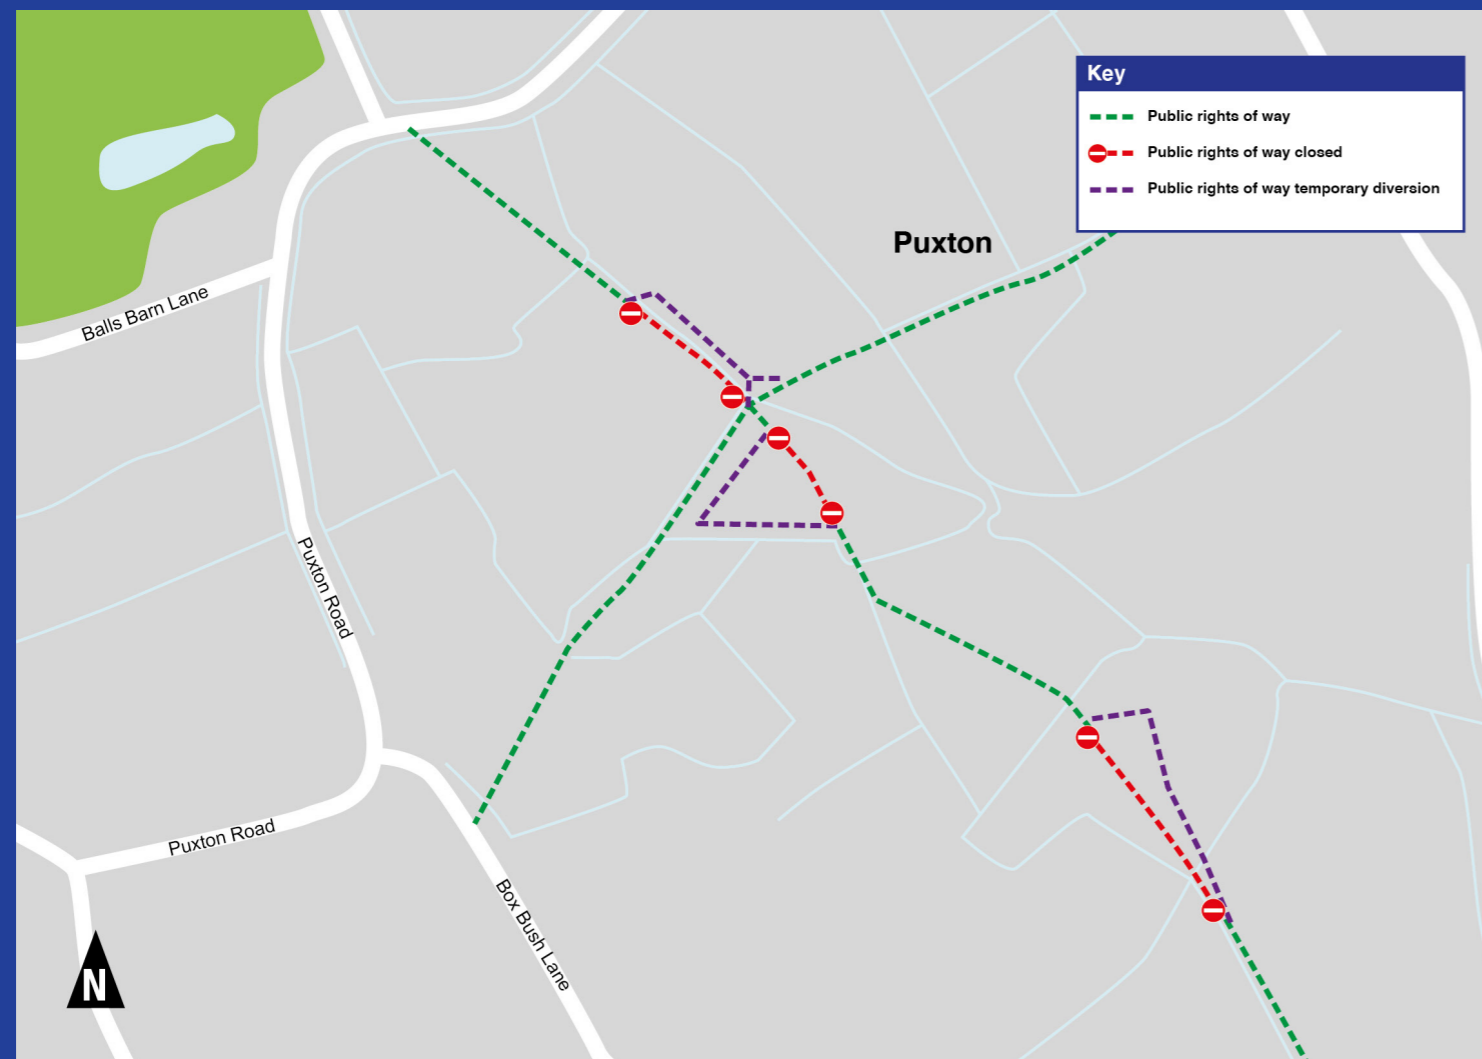 Key
Public rights of way
Public rights of way closed
Public rights of way temporary diversion
Puxton
Balls Barn Lane
Puxton Road
Puxton Road
Box Bush Lane
N